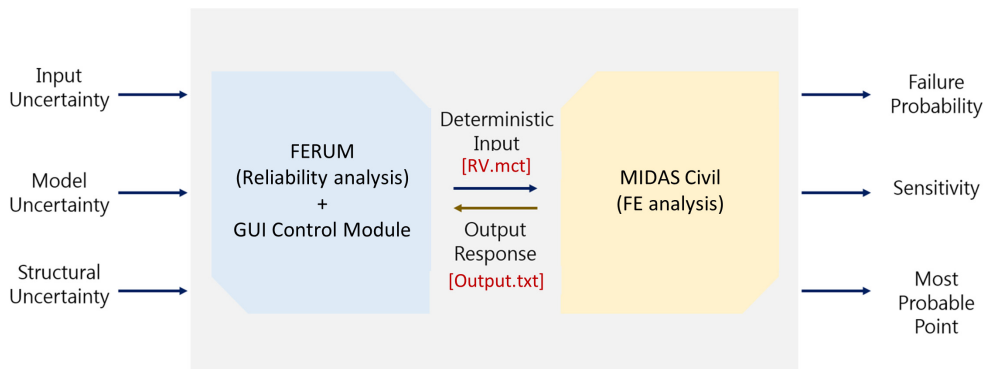 Input
Uncertainty
Model
Uncertainty
Structural
Uncertainty
FERUM
(Reliability analysis)
+
GUI Control Module
Deterministic
Input
[RV.mct]
Output
Response
[Output.txt]
MIDAS Civil
(FE analysis)
Failure
Probability
Sensitivity
Most
Probable
Point